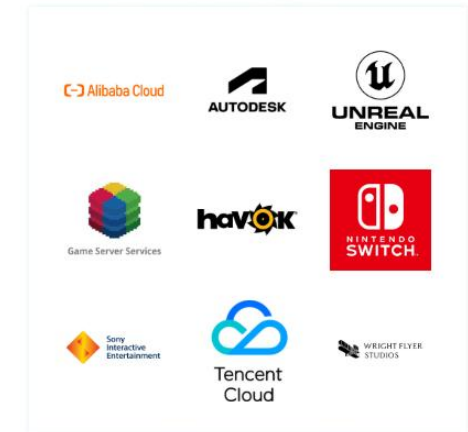 Alibaba Cloud
AUTODESK
UNREAL
ENGINE
Game Server Services
havok
NINTENDO
SWITCH
Sony
Interactive
Entertainment
Tencent
Cloud
WRIGHT FLYER
STUDIOS